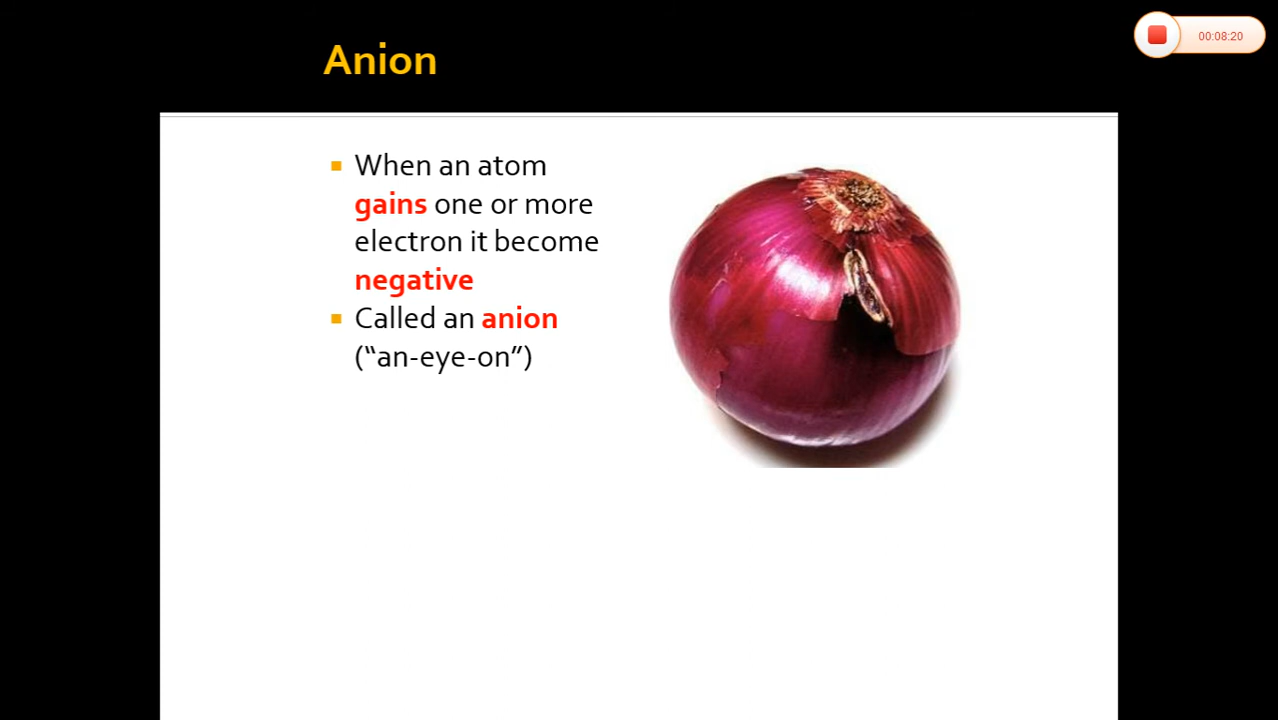 Anion
00:08:20
■ When an atom
gains one or more
electron it become
negative
■ Called an anion
(“an-eye-on”)